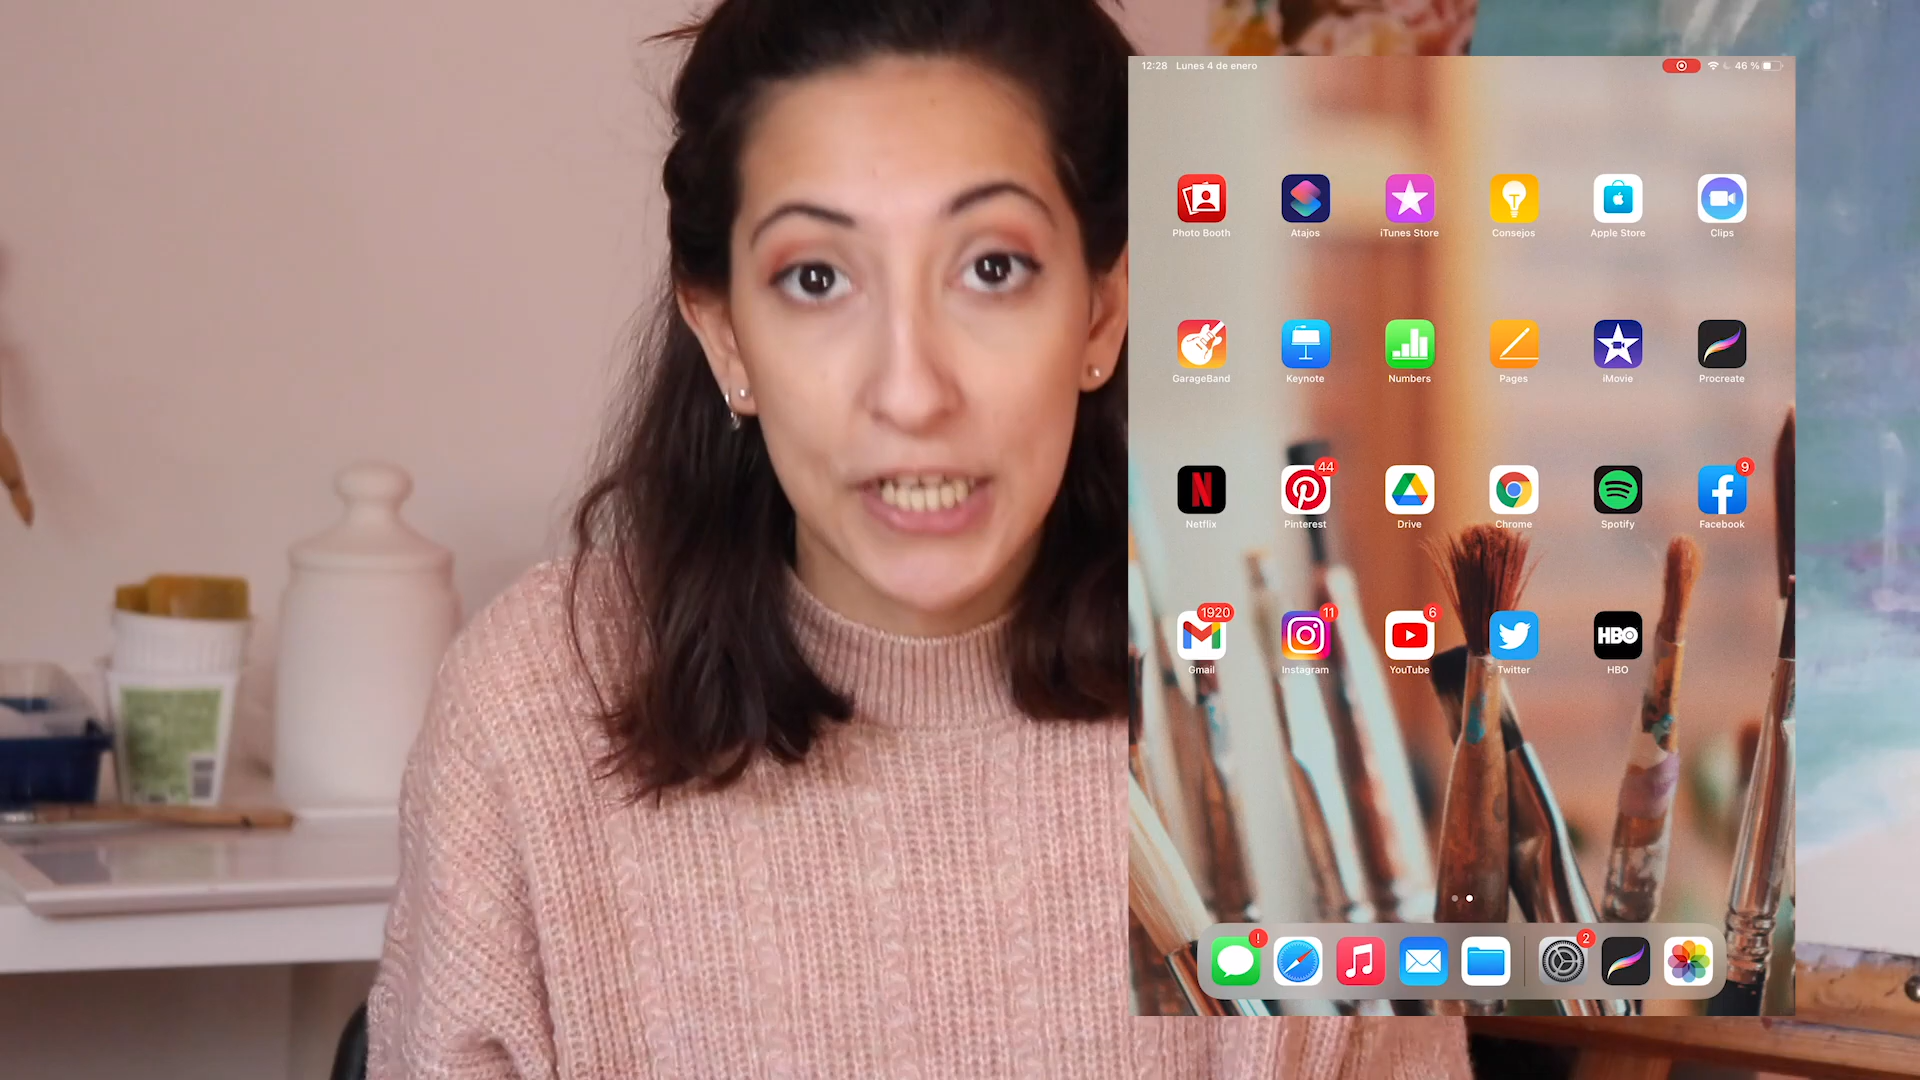 12:28 Lunes 4 de enero 46 %
Photo Booth Atajos iTunes Store Consejos Apple Store Clips
GarageBand Keynote Numbers Pages iMovie Procreate
44 9
Netflix Pinterest Drive Chrome Spotify Facebook
1920 11 6
HBO
Gmail Instagram YouTube Twitter HBO
! 2